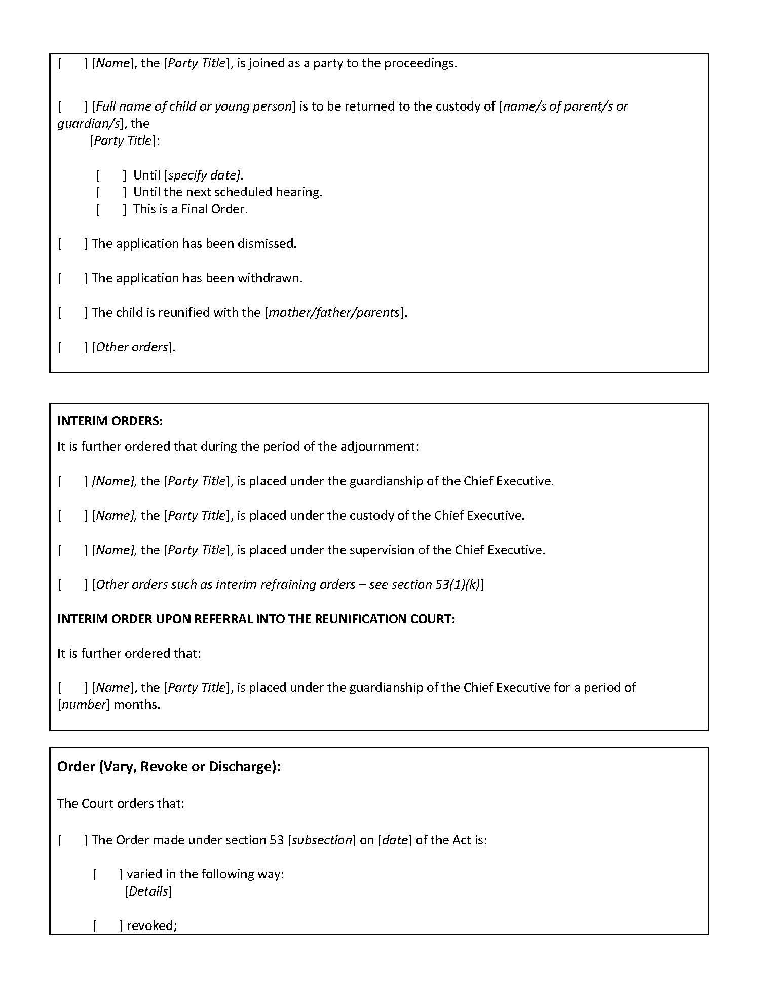 [ ] [Name], the [Party Title], is joined as a party to the proceedings.
[ ] [Full name of child or young person] is to be returned to the custody of [name/s of parent/s or
guardian/s], the
[Party Title]:
[ ] Until [specify date].
[ ] Until the next scheduled hearing.
[ ] This is a Final Order.
[ ] The application has been dismissed.
[ ] The application has been withdrawn.
[ ] The child is reunified with the [mother/father/parents].
[ ] [Other orders].
INTERIM ORDERS:
It is further ordered that during the period of the adjournment:
[ ] [Name], the [Party Title], is placed under the guardianship of the Chief Executive.
[ ] [Name], the [Party Title], is placed under the custody of the Chief Executive.
[ ] [Name], the [Party Title], is placed under the supervision of the Chief Executive.
[ ] [Other orders such as interim refraining orders – see section 53(1)(k)]
INTERIM ORDER UPON REFERRAL INTO THE REUNIFICATION COURT:
It is further ordered that:
[ ] [Name], the [Party Title], is placed under the guardianship of the Chief Executive for a period of
[number] months.
Order (Vary, Revoke or Discharge):
The Court orders that:
[ ] The Order made under section 53 [subsection] on [date] of the Act is:
[ ] varied in the following way:
[Details]
[ ] revoked;